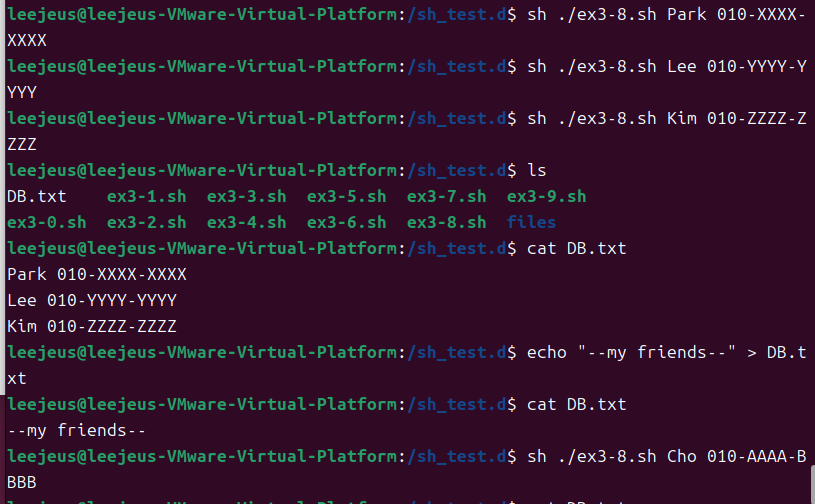 leejeus@leejeus-VMware-Virtual-Platform:/sh_test.d$ sh ./ex3-8.sh Park 010-XXXX-
XXXX
leejeus@leejeus-VMware-Virtual-Platform:/sh_test.d$ sh ./ex3-8.sh Lee 010-YYYY-Y
YYY
leejeus@leejeus-VMware-Virtual-Platform:/sh_test.d$ sh ./ex3-8.sh Kim 010-ZZZZ-Z
ZZZ
leejeus@leejeus-VMware-Virtual-Platform:/sh_test.d$ ls
DB.txt    ex3-1.sh  ex3-3.sh  ex3-5.sh  ex3-7.sh  ex3-9.sh
ex3-0.sh  ex3-2.sh  ex3-4.sh  ex3-6.sh  ex3-8.sh  files
leejeus@leejeus-VMware-Virtual-Platform:/sh_test.d$ cat DB.txt
Park 010-XXXX-XXXX
Lee 010-YYYY-YYYY
Kim 010-ZZZZ-ZZZZ
leejeus@leejeus-VMware-Virtual-Platform:/sh_test.d$ echo "--my friends--" > DB.t
xt
leejeus@leejeus-VMware-Virtual-Platform:/sh_test.d$ cat DB.txt
--my friends--
leejeus@leejeus-VMware-Virtual-Platform:/sh_test.d$ sh ./ex3-8.sh Cho 010-AAAA-B
BBB